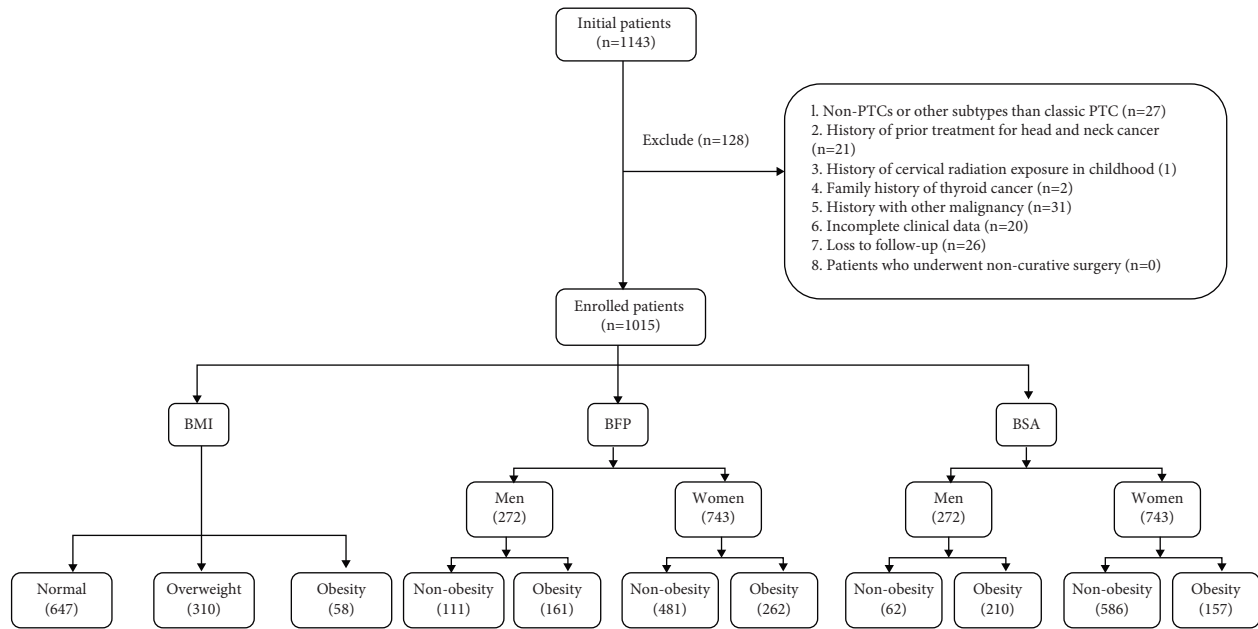 Initial patients
(n=1143)
Exclude (n=128)
l. Non-PTCs or other subtypes than classic PTC (n=27)
2. History of prior treatment for head and neck cancer
(n=21)
3. History of cervical radiation exposure in childhood (1)
4. Family history of thyroid cancer (n=2)
5. History with other malignancy (n=31)
6. Incomplete clinical data (n=20)
7. Loss to follow-up (n=26)
8. Patients who underwent non-curative surgery (n=0)
Enrolled patients
(n=1015)
BMI
BFP
BSA
Men
(272)
Women
(743)
Men
(272)
Women
(743)
Normal
(647)
Overweight
(310)
Obesity
(58)
Non-obesity
(111)
Obesity
(161)
Non-obesity
(481)
Obesity
(262)
Non-obesity
(62)
Obesity
(210)
Non-obesity
(586)
Obesity
(157)